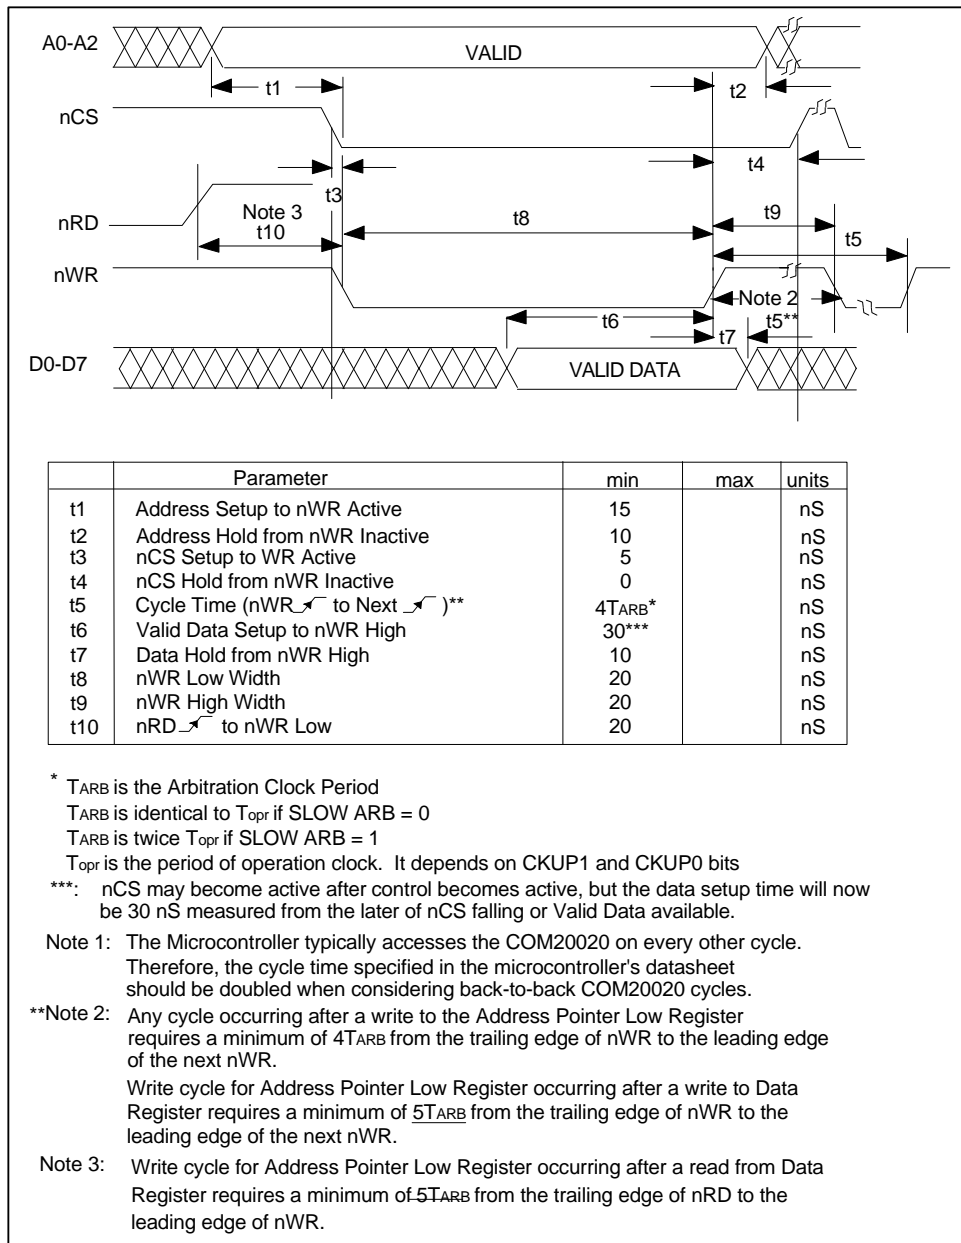 A0-A2
VALID
t1
t2
nCS
t4
t3
nRD
Note 3
t10
t8
t9
t5
nWR
Note 2
t6
t5**
t7
D0-D7
VALID DATA
Parameter min max units
t1 Address Setup to nWR Active 15 nS
t2 Address Hold from nWR Inactive 10 nS
t3 nCS Setup to WR Active 5 nS
t4 nCS Hold from nWR Inactive 0 nS
t5 Cycle Time (nWR to Next )** 4TARB* nS
t6 Valid Data Setup to nWR High 30*** nS
t7 Data Hold from nWR High 10 nS
t8 nWR Low Width 20 nS
t9 nWR High Width 20 nS
t10 nRD to nWR Low 20 nS
* TARB is the Arbitration Clock Period
TARB is identical to Topr if SLOW ARB = 0
TARB is twice Topr if SLOW ARB = 1
Topr is the period of operation clock. It depends on CKUP1 and CKUP0 bits
***: nCS may become active after control becomes active, but the data setup time will now
be 30 nS measured from the later of nCS falling or Valid Data available.
Note 1: The Microcontroller typically accesses the COM20020 on every other cycle.
Therefore, the cycle time specified in the microcontroller's datasheet
should be doubled when considering back-to-back COM20020 cycles.
**Note 2: Any cycle occurring after a write to the Address Pointer Low Register
requires a minimum of 4TARB from the trailing edge of nWR to the leading edge
of the next nWR.
Write cycle for Address Pointer Low Register occurring after a write to Data
Register requires a minimum of 5TARB from the trailing edge of nWR to the
leading edge of the next nWR.
Note 3: Write cycle for Address Pointer Low Register occurring after a read from Data
Register requires a minimum of 5TARB from the trailing edge of nRD to the
leading edge of nWR.